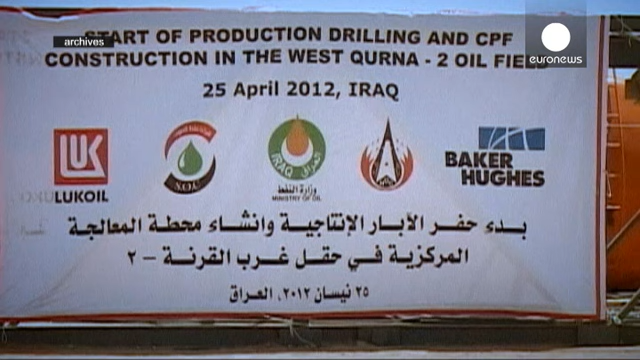 archives
START OF PRODUCTION DRILLING AND CPF
CONSTRUCTION IN THE WEST QURNA - 2 OIL FIELD
euronews
25 April 2012, IRAQ
LUK
LUKOIL
S.O.C
IRAQ العراق
وزارة النفط
MINISTRY OF OIL
BAKER
HUGHES
بدء حفر الآبار الإنتاجية وانشاء محطة المعالجة
المركزية في حقل غرب القرنة – ٢
٢٥ نيسان ٢٠١٢، العراق